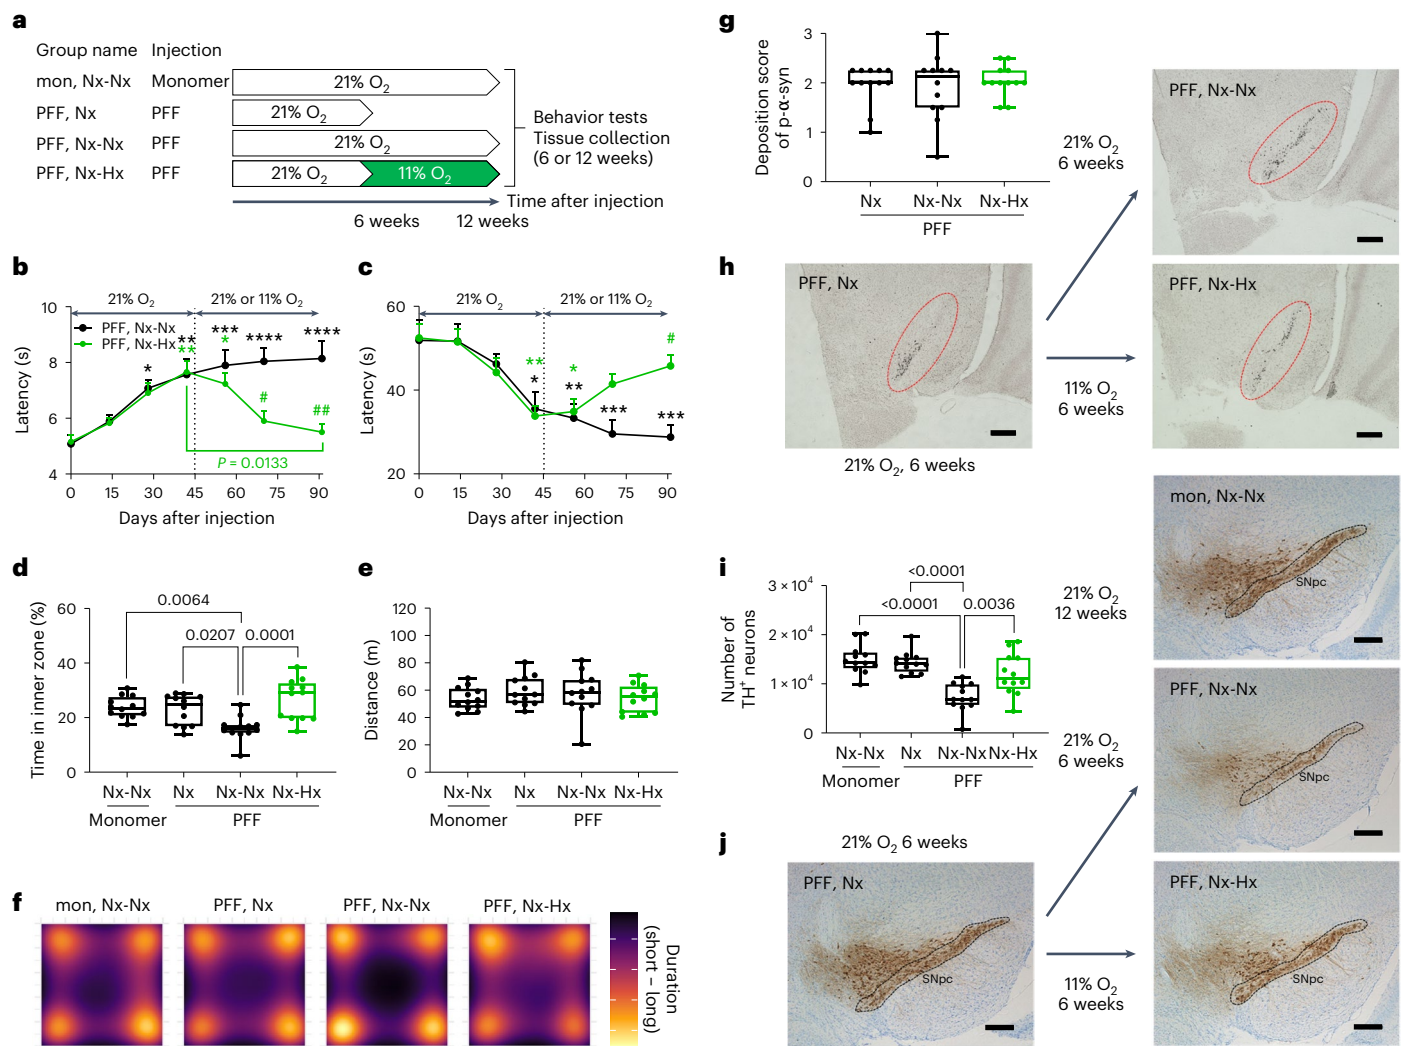 a
Group name Injection
mon, Nx-Nx Monomer 21% O2
PFF, Nx PFF 21% O2
PFF, Nx-Nx PFF 21% O2
PFF, Nx-Hx PFF 21% O2 11% O2
Behavior tests
Tissue collection
(6 or 12 weeks)
Time after injection
6 weeks 12 weeks
b
21% O2 21% or 11% O2
PFF, Nx-Nx
PFF, Nx-Hx
* ** ** *** * **** **** # ##
P = 0.0133
Latency (s)
10
8
6
4
0 15 30 45 60 75 90
Days after injection
c
21% O2 21% or 11% O2
** * * ** *** *** #
Latency (s)
60
40
20
0 15 30 45 60 75 90
Days after injection
d
0.0064
0.0207 0.0001
Time in inner zone (%)
60
40
20
0
Nx-Nx Nx Nx-Nx Nx-Hx
Monomer PFF
e
Distance (m)
120
100
80
60
40
20
0
Nx-Nx Nx Nx-Nx Nx-Hx
Monomer PFF
f
mon, Nx-Nx PFF, Nx PFF, Nx-Nx PFF, Nx-Hx
Duration
(short – long)
g
Deposition score
of p-α-syn
3
2
1
0
Nx Nx-Nx Nx-Hx
PFF
h
PFF, Nx
21% O2, 6 weeks
21% O2
6 weeks
PFF, Nx-Nx
11% O2
6 weeks
PFF, Nx-Hx
i
<0.0001
<0.0001 0.0036
Number of
TH+ neurons
3 × 10^4
2 × 10^4
1 × 10^4
0
Nx-Nx Nx Nx-Nx Nx-Hx
Monomer PFF
j
21% O2
12 weeks
mon, Nx-Nx
SNpc
21% O2
6 weeks
PFF, Nx-Nx
SNpc
21% O2 6 weeks
PFF, Nx
SNpc
11% O2
6 weeks
PFF, Nx-Hx
SNpc